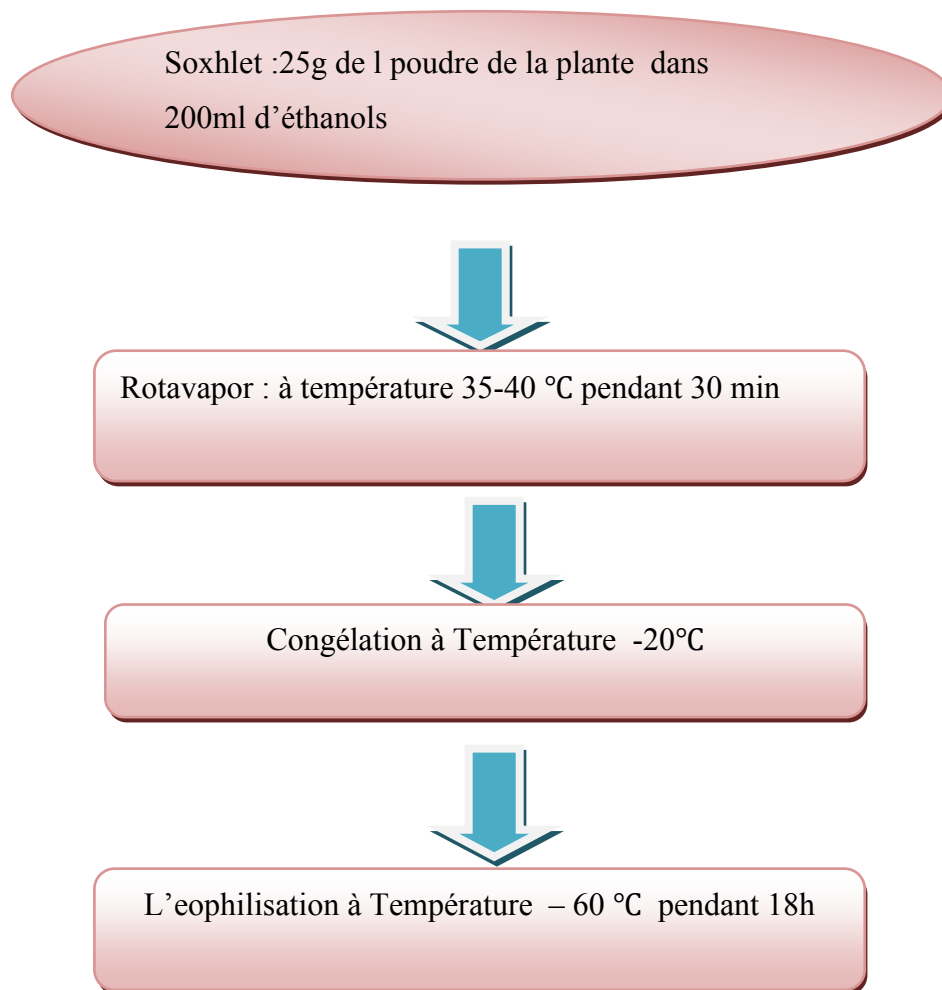 Soxhlet :25g de l poudre de la plante dans
200ml d’éthanols
Rotavapor : à température 35-40 ℃ pendant 30 min
Congélation à Température -20℃
L’eophilisation à Température – 60 ℃ pendant 18h